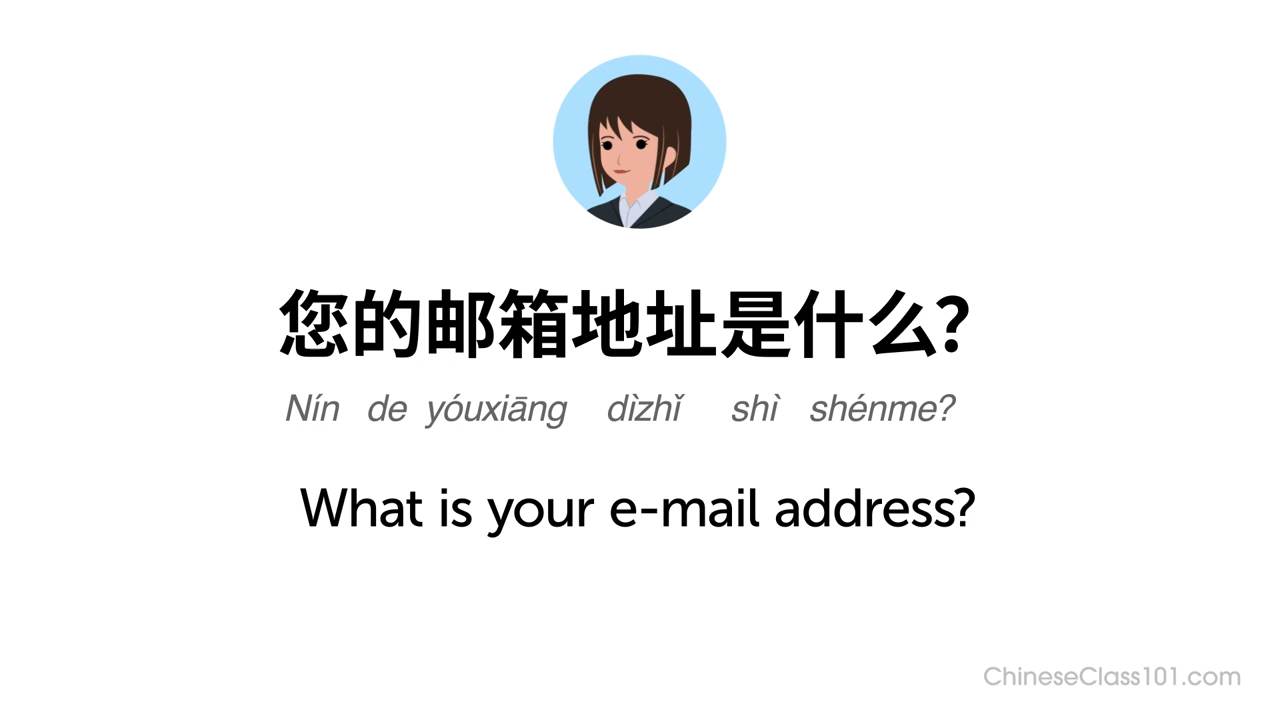 您的邮箱地址是什么?
Nín de yóuxiāng dìzhǐ shì shénme?
What is your e-mail address?
ChineseClass101.com